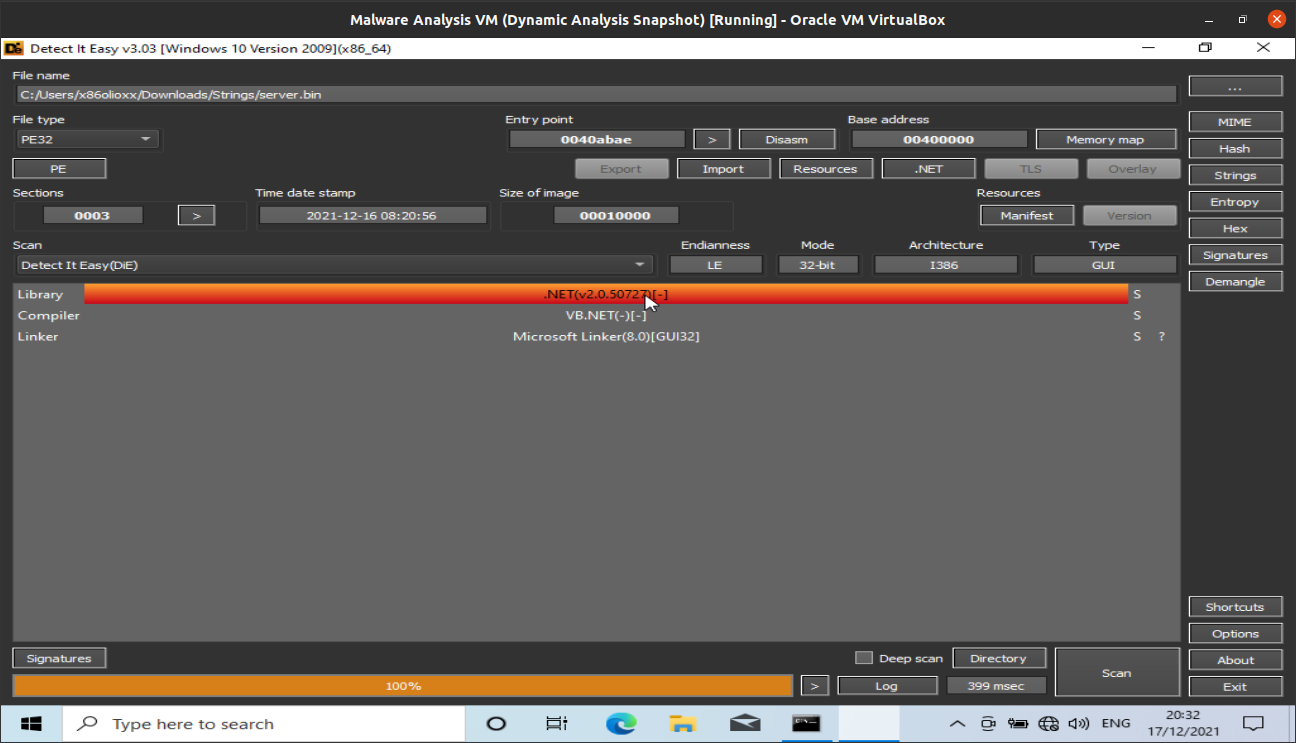 Malware Analysis VM (Dynamic Analysis Snapshot) [Running] - Oracle VM VirtualBox
Detect It Easy v3.03 [Windows 10 Version 2009](x86_64)
File name
C:/Users/x86olioxx/Downloads/Strings/server.bin
...
File type Entry point Base address
PE32 0040abae > Disasm 00400000 Memory map
MIME
PE Export Import Resources .NET TLS Overlay
Hash
Strings
Sections Time date stamp Size of image Resources
0003 > 2021-12-16 08:20:56 00010000 Manifest Version
Entropy
Hex
Scan Endianness Mode Architecture Type
Detect It Easy(DiE) LE 32-bit I386 GUI
Signatures
Demangle
Library .NET(v2.0.50727)[-] S
Compiler VB.NET(-)[-] S
Linker Microsoft Linker(8.0)[GUI32] S ?
Shortcuts
Options
Signatures Deep scan Directory Scan About
100% > Log 399 msec Exit
Type here to search
ENG
20:32
17/12/2021